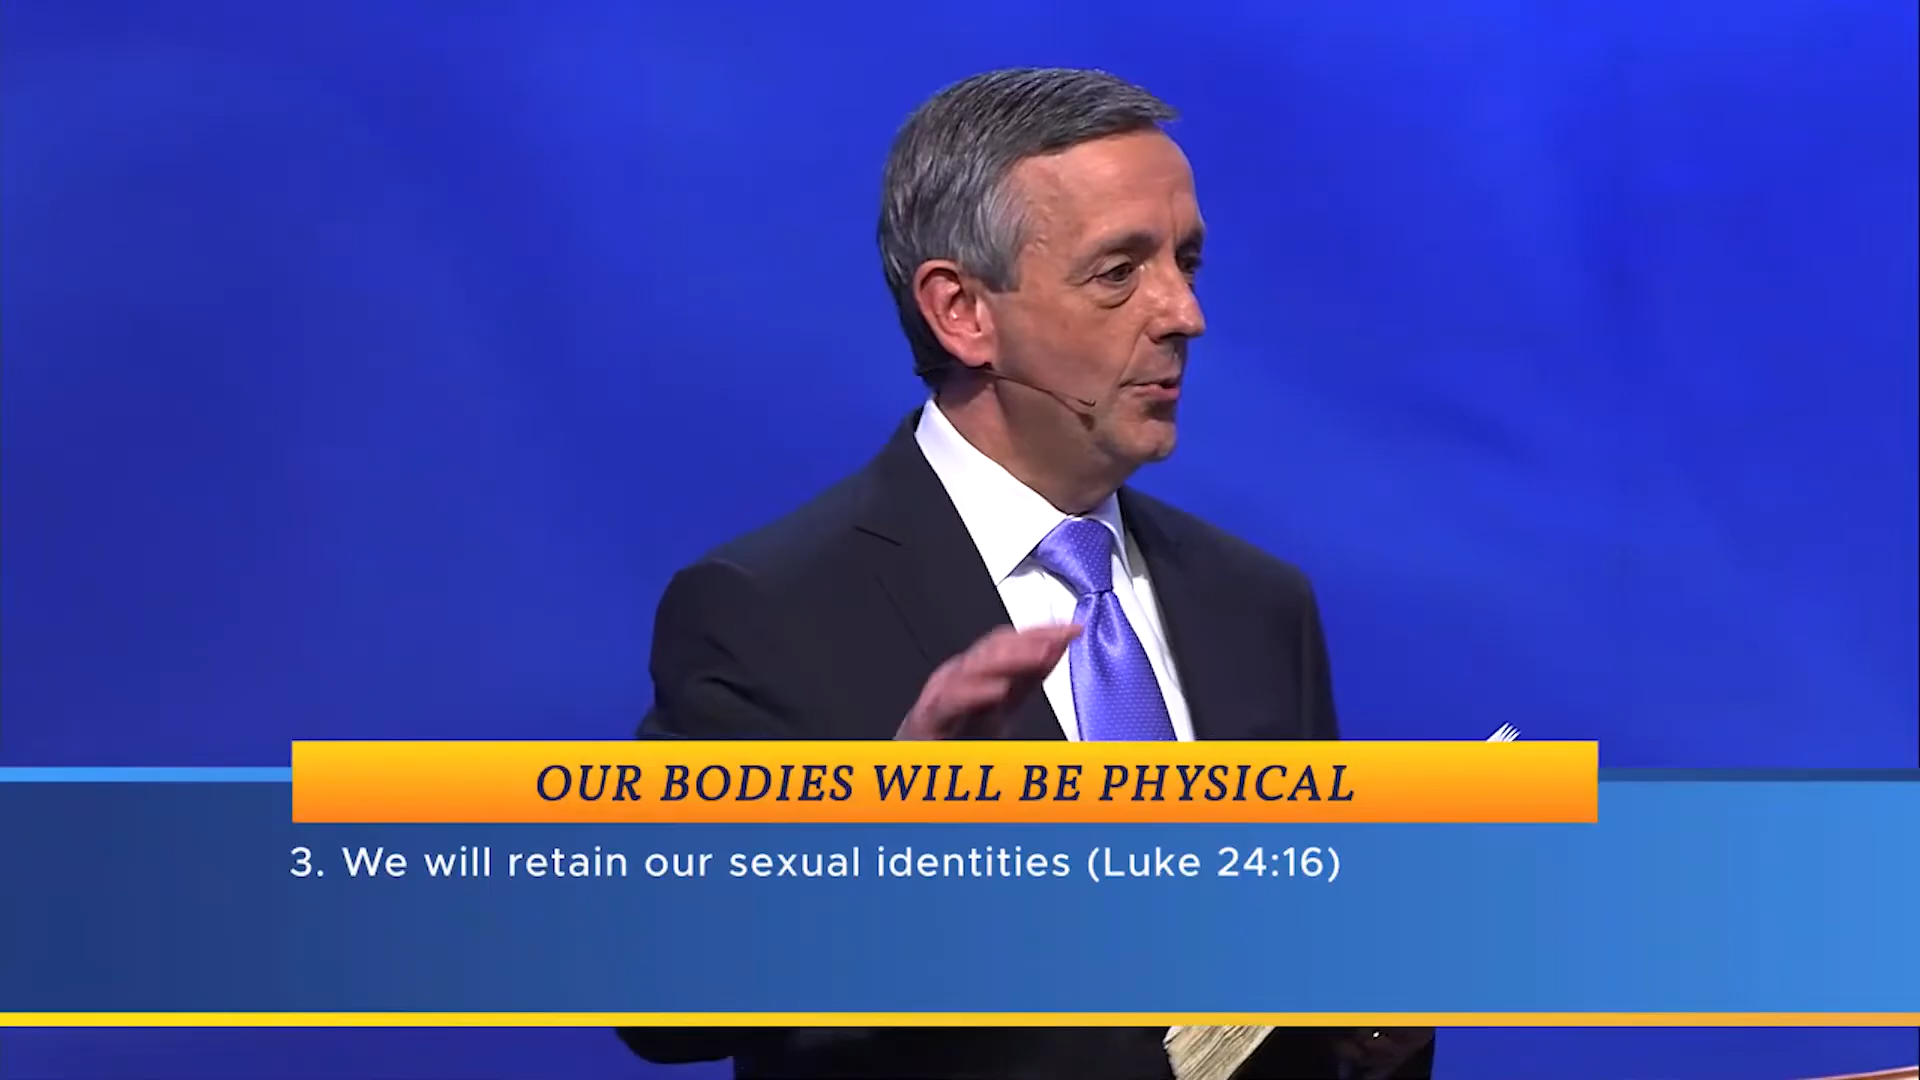 OUR BODIES WILL BE PHYSICAL
3. We will retain our sexual identities (Luke 24:16)